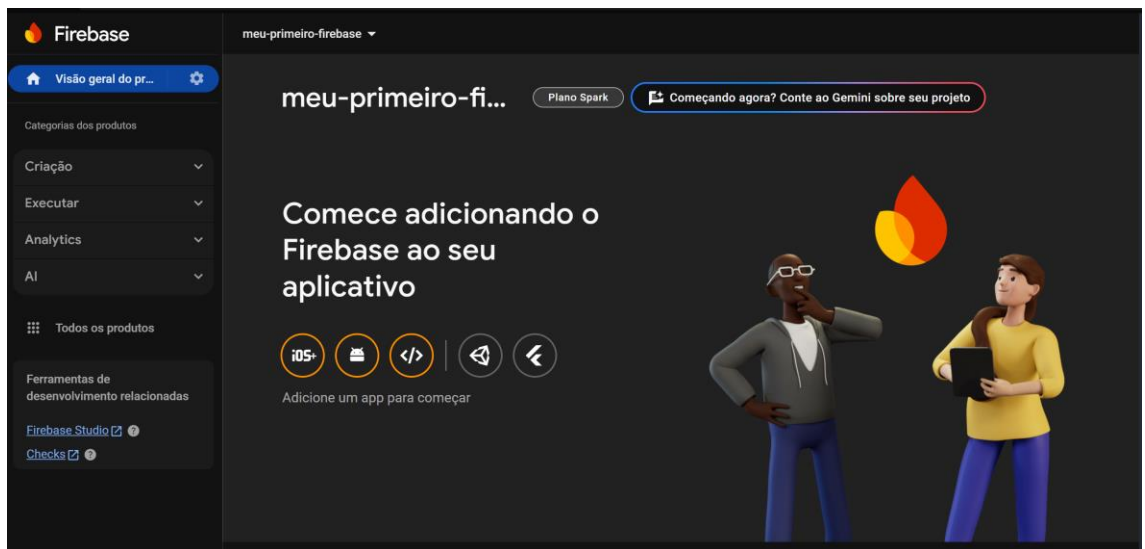 Firebase
meu-primeiro-firebase
Visão geral do pr...
meu-primeiro-fi...
Plano Spark
Começando agora? Conte ao Gemini sobre seu projeto
Categorias dos produtos
Criação
Executar
Analytics
AI
Todos os produtos
Ferramentas de
desenvolvimento relacionadas
Firebase Studio
Checks
Comece adicionando o
Firebase ao seu
aplicativo
iOS+
</>
Adicione um app para começar